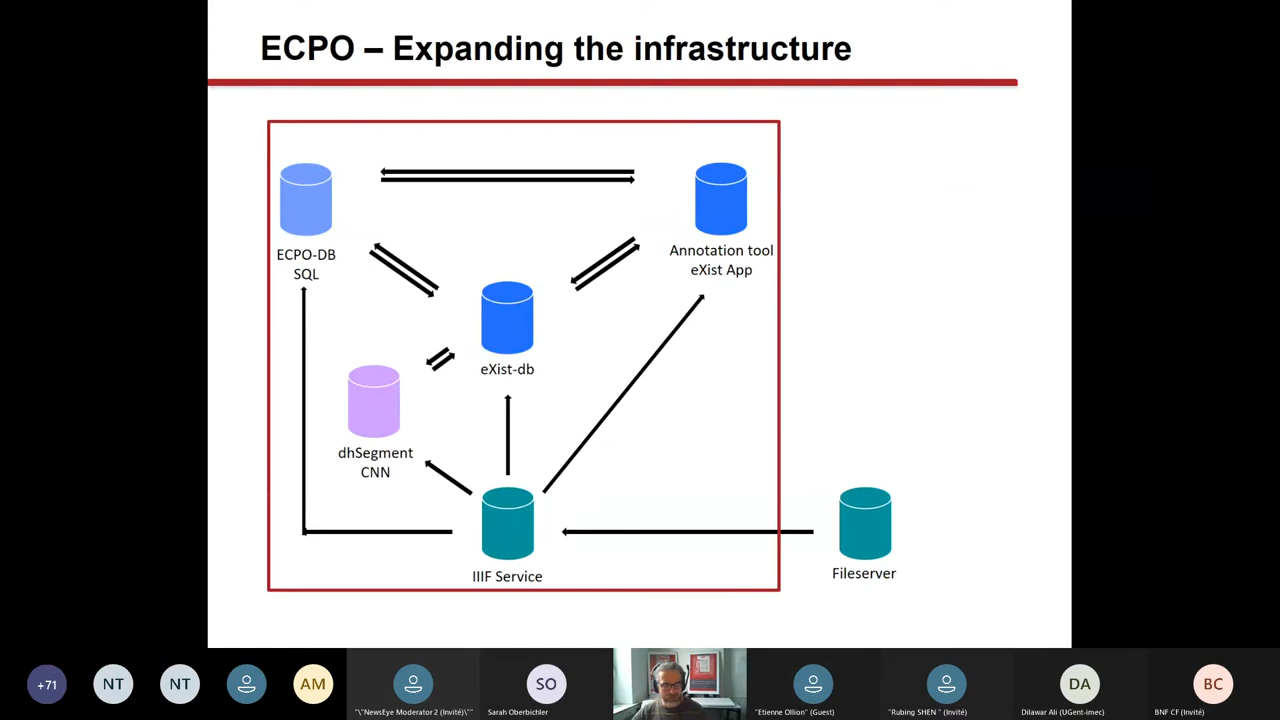 ECPO – Expanding the infrastructure
ECPO-DB
SQL
Annotation tool
eXist App
eXist-db
dhSegment
CNN
IIIF Service
Fileserver
+71
NT
NT
AM
"\"NewsEye Moderator 2 (Invité)\""
SO
Sarah Oberbichler
"Etienne Ollion" (Guest)
"Rubing SHEN " (Invité)
DA
Dilawar Ali (UGent-imec)
BC
BNF CF (Invité)